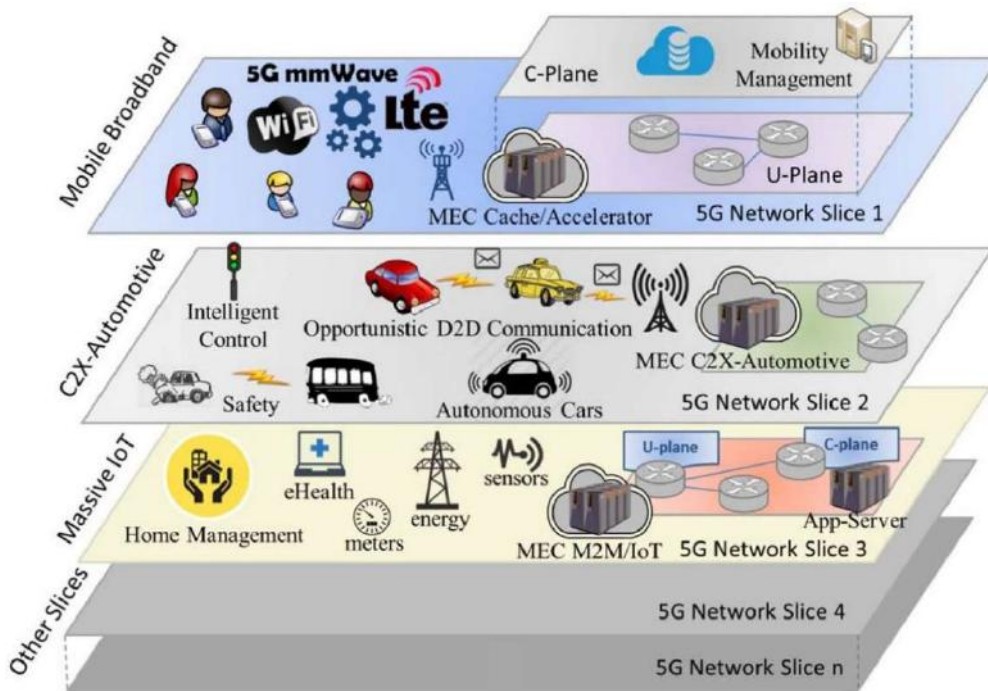 Mobile Broadband
5G mmWave
WiFi
Lte
C-Plane
Mobility
Management
U-Plane
MEC Cache/Accelerator
5G Network Slice 1
C2X-Automotive
Intelligent
Control
Opportunistic D2D Communication
MEC C2X-Automotive
Safety
Autonomous Cars
5G Network Slice 2
Massive IoT
Home Management
eHealth
meters
energy
sensors
U-plane
C-plane
App-Server
MEC M2M/IoT
5G Network Slice 3
Other Slices
5G Network Slice 4
5G Network Slice n